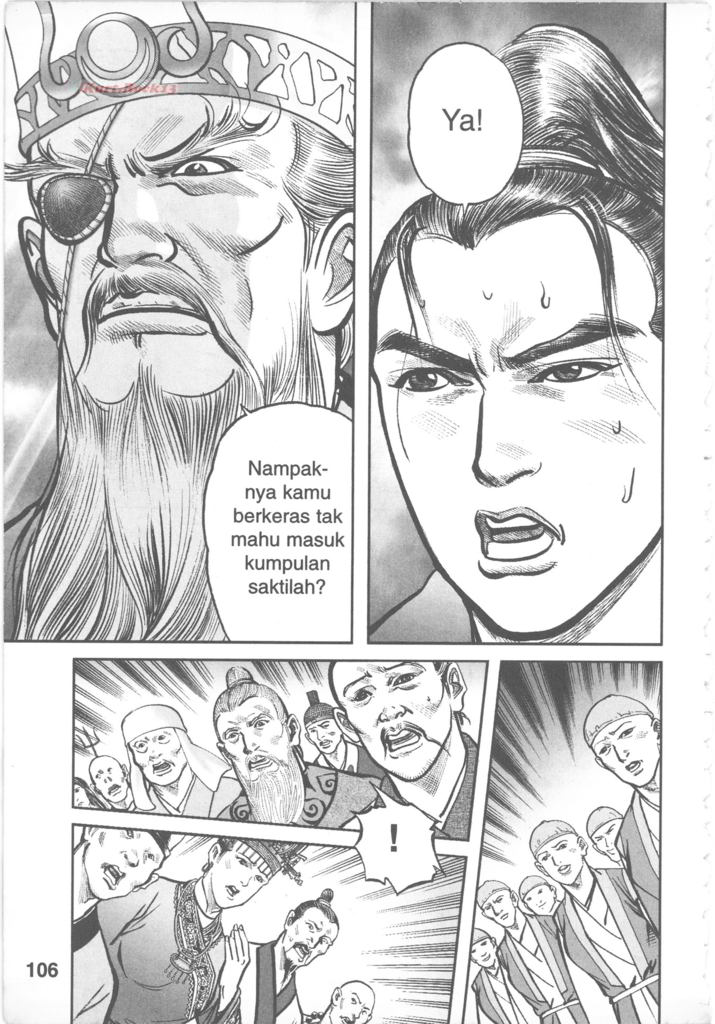 Nampak-
nya kamu
berkeras tak
mahu masuk
kumpulan
saktilah?
Ya!
!
106